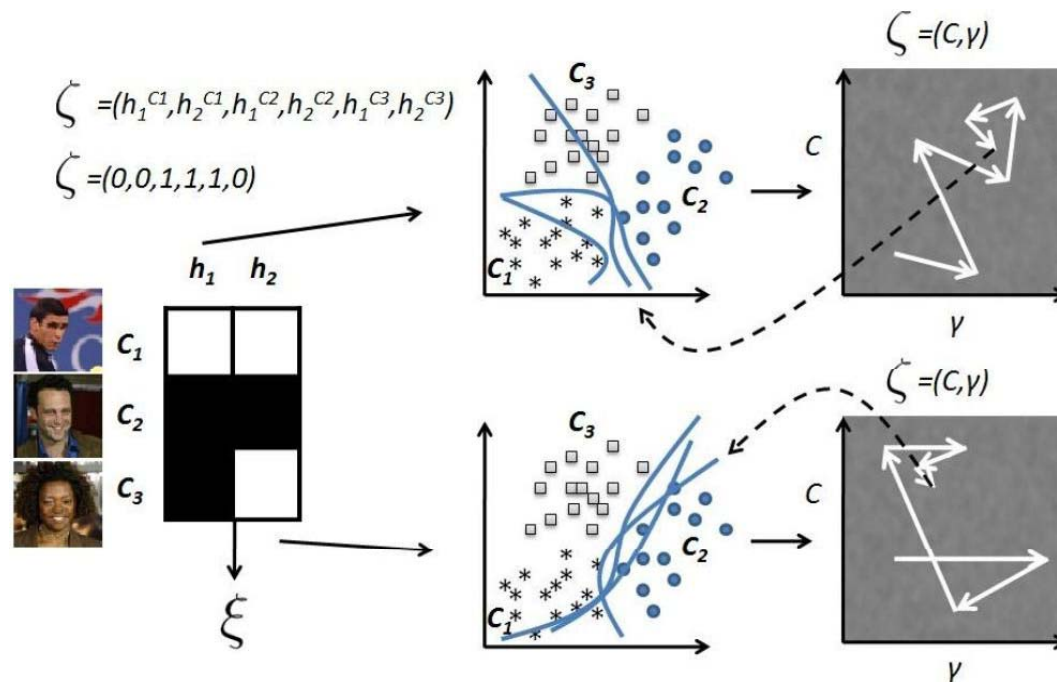 ζ =(C,γ)
ζ =(h₁ᶜ¹,h₂ᶜ¹,h₁ᶜ²,h₂ᶜ²,h₁ᶜ³,h₂ᶜ³)
ζ =(0,0,1,1,1,0)
h₁ h₂
C₁
C₂
C₃
ξ
C₃
C₂
C₁
C
γ
ζ =(C,γ)
C₃
C₂
C₁
C
γ